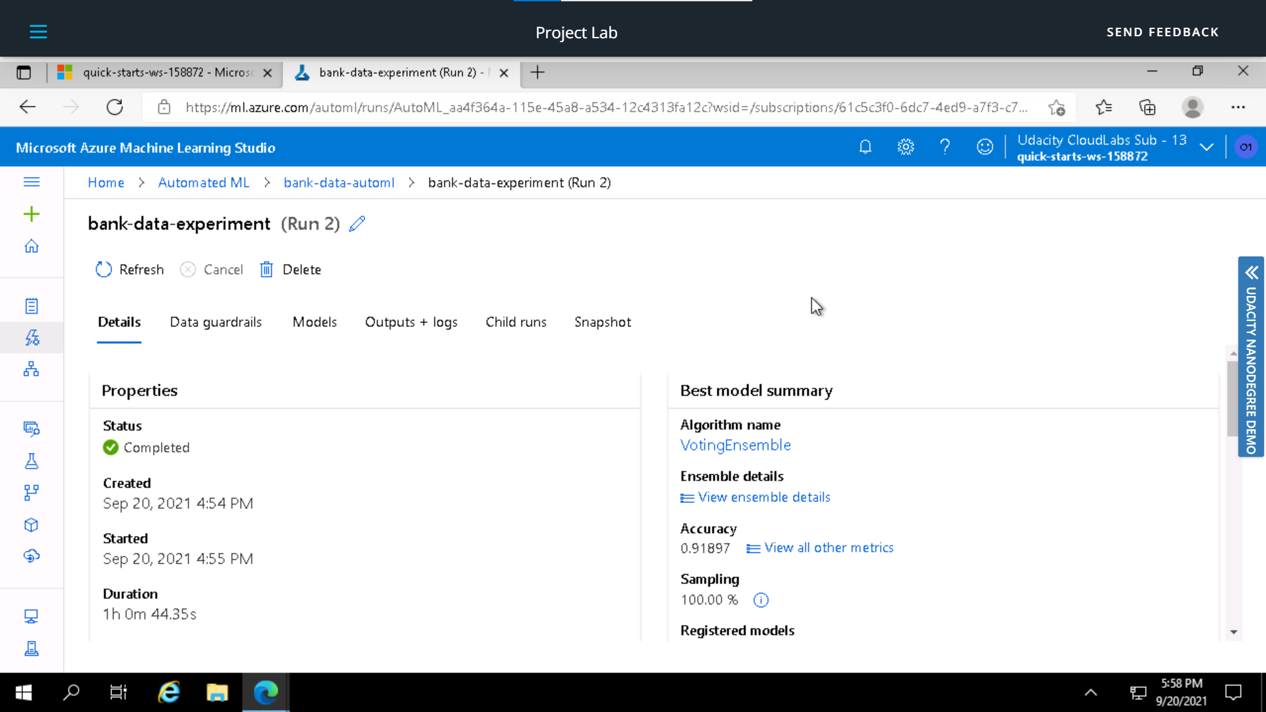 Project Lab
SEND FEEDBACK
quick-starts-ws-158872 - Microso
bank-data-experiment (Run 2) -
https://ml.azure.com/automl/runs/AutoML_aa4f364a-115e-45a8-a534-12c4313fa12c?wsid=/subscriptions/61c5c3f0-6dc7-4ed9-a7f3-c7...
Microsoft Azure Machine Learning Studio
Udacity CloudLabs Sub - 13
quick-starts-ws-158872
O1
Home > Automated ML > bank-data-automl > bank-data-experiment (Run 2)
bank-data-experiment (Run 2)
Refresh Cancel Delete
Details Data guardrails Models Outputs + logs Child runs Snapshot
UDACITY NANODEGREE DEMO
Properties
Status
Completed
Created
Sep 20, 2021 4:54 PM
Started
Sep 20, 2021 4:55 PM
Duration
1h 0m 44.35s
Best model summary
Algorithm name
VotingEnsemble
Ensemble details
View ensemble details
Accuracy
0.91897 View all other metrics
Sampling
100.00 %
Registered models
5:58 PM
9/20/2021